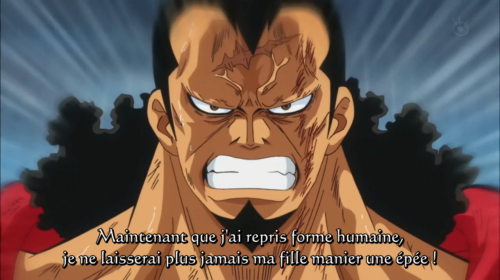 Maintenant que j'ai repris forme humaine,
je ne laisserai plus jamais ma fille manier une épée !